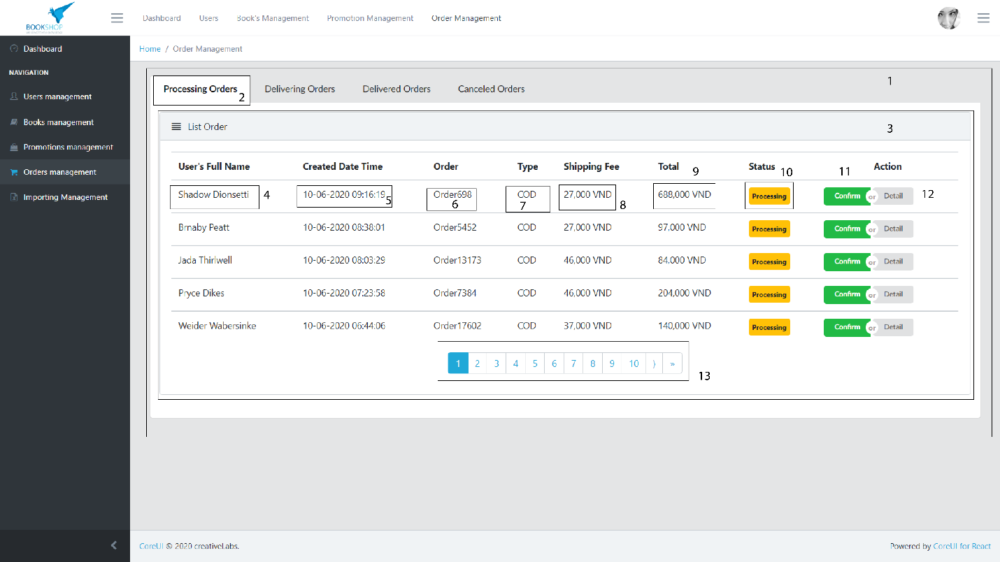 BOOKSHOP
Dashboard Users Book's Management Promotion Management Order Management
Dashboard
NAVIGATION
Users management
Books management
Promotions management
Orders management
Importing Management
Home / Order Management
1
Processing Orders 2 Delivering Orders Delivered Orders Canceled Orders
List Order 3
User's Full Name Created Date Time Order Type Shipping Fee Total 9 Status 10 11 Action
Shadow Dionsetti 4 10-06-2020 09:16:19 5 Order698 6 COD 7 27,000 VND 8 688,000 VND Processing Confirm or Detail 12
Brnaby Peatt 10-06-2020 08:38:01 Order5452 COD 27,000 VND 97,000 VND Processing Confirm or Detail
Jada Thirlwell 10-06-2020 08:03:29 Order13173 COD 46,000 VND 84,000 VND Processing Confirm or Detail
Pryce Dikes 10-06-2020 07:23:58 Order7384 COD 46,000 VND 204,000 VND Processing Confirm or Detail
Weider Wabersinke 10-06-2020 06:44:06 Order17602 COD 37,000 VND 140,000 VND Processing Confirm or Detail
1 2 3 4 5 6 7 8 9 10 ⟩ » 13
CoreUI © 2020 creativeLabs. Powered by CoreUI for React